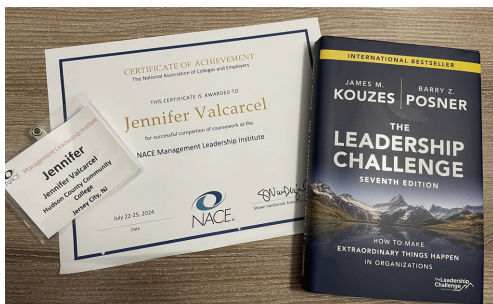 CERTIFICATE OF ACHIEVEMENT
The National Association of Colleges and Employers
THIS CERTIFICATE IS AWARDED TO
Jennifer Valcarcel
for successful completion of coursework at the
NACE Management Leadership Institute
July 22-25, 2024
Date
NACE
Shawn VanDerziel,
NACE Management Leadership Institute
Jennifer
Jennifer Valcarcel
Hudson County Community
College
Jersey City, NJ
INTERNATIONAL BESTSELLER
JAMES M.
KOUZES
BARRY Z.
POSNER
THE
LEADERSHIP
CHALLENGE
SEVENTH EDITION
HOW TO MAKE
EXTRAORDINARY THINGS HAPPEN
IN ORGANIZATIONS
The Leadership
Challenge